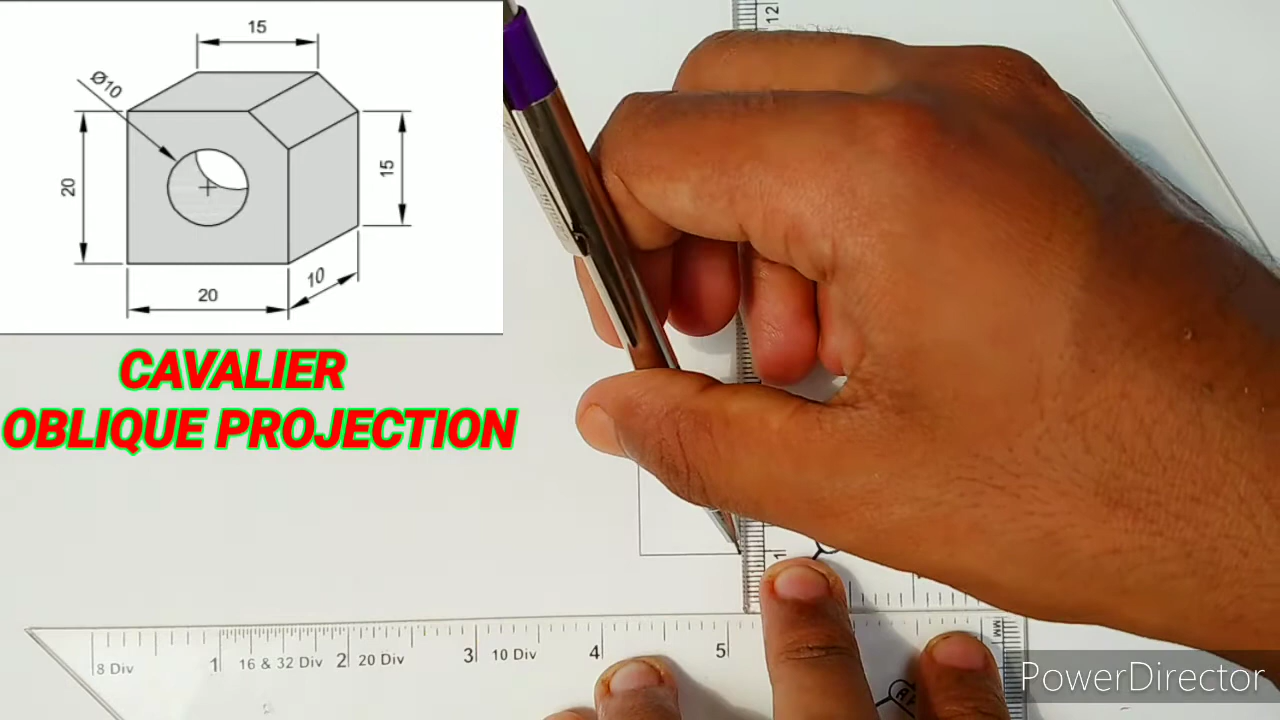 15
Ø10
20
15
20
10
CAVALIER
OBLIQUE PROJECTION
12
1
8 Div
1
16 & 32 Div
2
20 Div
3
10 Div
4
5
MM
PowerDirector